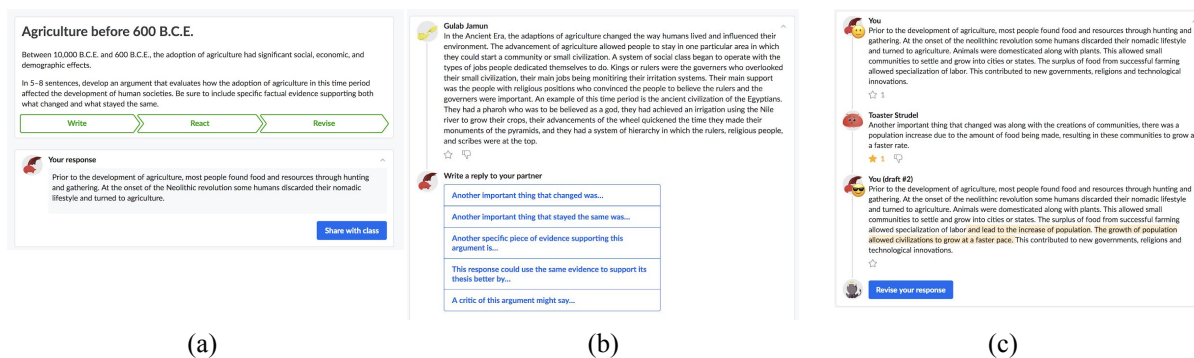 Agriculture before 600 B.C.E.
Between 10,000 B.C.E. and 600 B.C.E., the adoption of agriculture had significant social, economic, and
demographic effects.
In 5–8 sentences, develop an argument that evaluates how the adoption of agriculture in this time period
affected the development of human societies. Be sure to include specific factual evidence supporting both
what changed and what stayed the same.
Write
React
Revise
Your response
Prior to the development of agriculture, most people found food and resources through hunting
and gathering. At the onset of the Neolithic revolution some humans discarded their nomadic
lifestyle and turned to agriculture.
Share with class
(a)
Gulab Jamun
In the Ancient Era, the adaptions of agriculture changed the way humans lived and influenced their
environment. The advancement of agriculture allowed people to stay in one particular area in which
they could start a community or small civilization. A system of social class began to operate with the
types of jobs people dedicated themselves to do. Kings or rulers were the governers who overlooked
their small civilization, their main jobs being monitiring their irritation systems. Their main support
was the people with religious positions who convinced the people to believe the rulers and the
governers were important. An example of this time period is the ancient civilization of the Egyptians.
They had a pharoh who was to be believed as a god, they had achieved an irrigation using the Nile
river to grow their crops, their advancements of the wheel quickened the time they made their
monuments of the pyramids, and they had a system of hierarchy in which the rulers, religious people,
and scribes were at the top.
Write a reply to your partner
Another important thing that changed was...
Another important thing that stayed the same was...
Another specific piece of evidence supporting this
argument is...
This response could use the same evidence to support its
thesis better by...
A critic of this argument might say...
(b)
You
Prior to the development of agriculture, most people found food and resources through hunting and
gathering. At the onset of the neolithic revolution some humans discarded their nomadic lifestyle
and turned to agriculture. Animals were domesticated along with plants. This allowed small
communities to settle and grow into cities or states. The surplus of food from successful farming
allowed specialization of labor. This contributed to new governments, religions and technological
innovations.
1
Toaster Strudel
Another important thing that changed was along with the creations of communities, there was a
population increase due to the amount of food being made, resulting in these communities to grow a
a faster rate.
1
You (draft #2)
Prior to the development of agriculture, most people found food and resources through hunting and
gathering. At the onset of the neolithic revolution some humans discarded their nomadic lifestyle
and turned to agriculture. Animals were domesticated along with plants. This allowed small
communities to settle and grow into cities or states. The surplus of food from successful farming
allowed specialization of labor and lead to the increase of population. The growth of population
allowed civilizations to grow at a faster pace. This contributed to new governments, religions and
technological innovations.
Revise your response
(c)